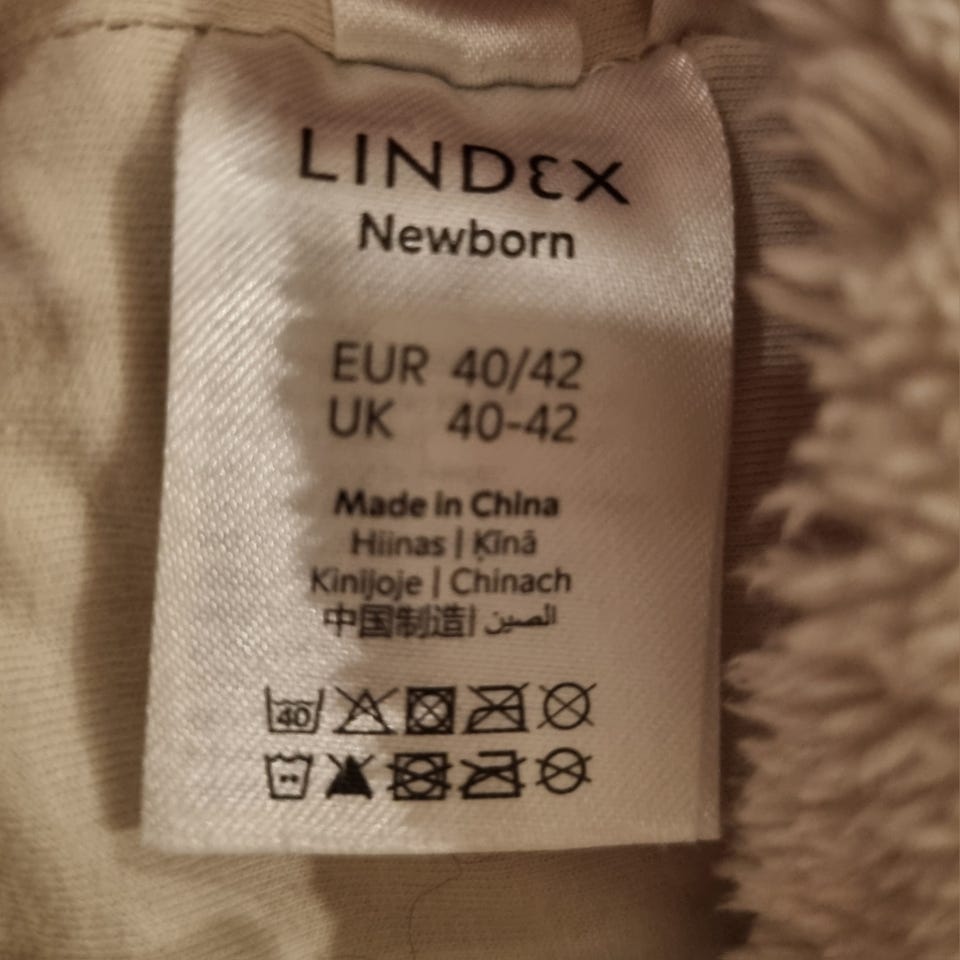 LINDEX
Newborn
EUR 40/42
UK 40-42
Made in China
Hiinas | Ķīnā
Kinijoje | Chinach
中国制造 | الصين
40